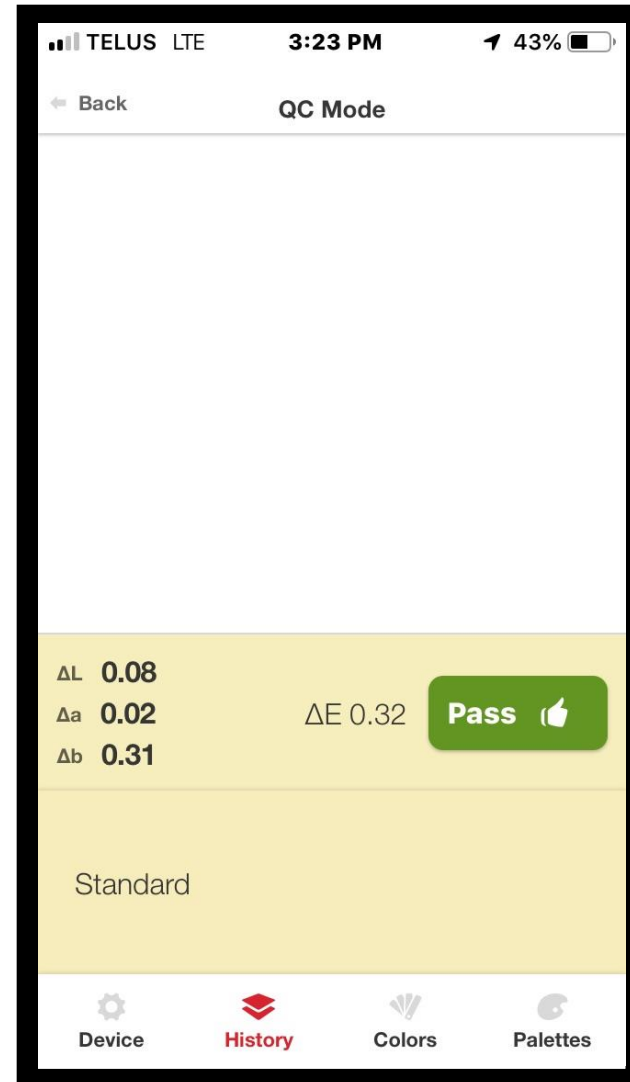 TELUS LTE 3:23 PM 43%
Back QC Mode
ΔL 0.08
Δa 0.02 ΔE 0.32 Pass
Δb 0.31
Standard
Device History Colors Palettes